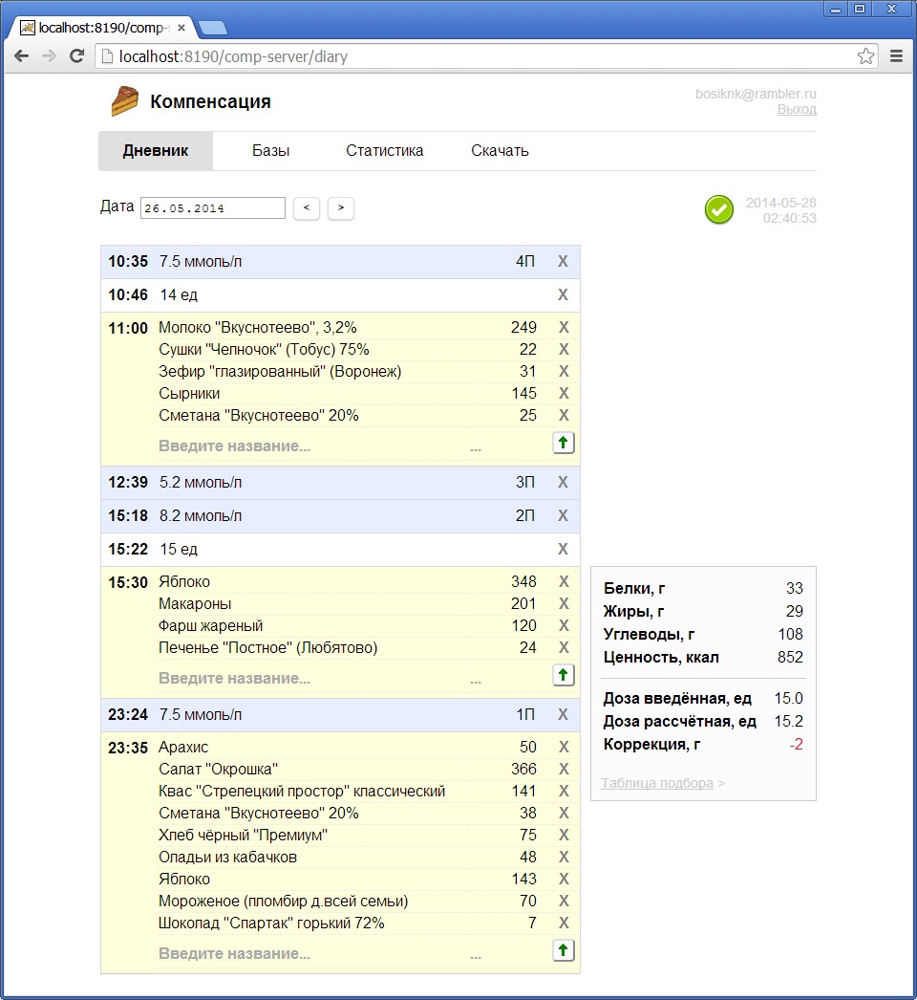 localhost:8190/comp-
localhost:8190/comp-server/diary
Компенсация
bosiknk@rambler.ru
Выход
Дневник Базы Статистика Скачать
Дата 26.05.2014 < >
2014-05-28
02:40:53
10:35 7.5 ммоль/л 4П X
10:46 14 ед X
11:00 Молоко "Вкуснотеево", 3,2% 249 X
Сушки "Челночок" (Тобус) 75% 22 X
Зефир "глазированный" (Воронеж) 31 X
Сырники 145 X
Сметана "Вкуснотеево" 20% 25 X
Введите название... ...
12:39 5.2 ммоль/л 3П X
15:18 8.2 ммоль/л 2П X
15:22 15 ед X
15:30 Яблоко 348 X
Макароны 201 X
Фарш жареный 120 X
Печенье "Постное" (Любятово) 24 X
Введите название... ...
23:24 7.5 ммоль/л 1П X
23:35 Арахис 50 X
Салат "Окрошка" 366 X
Квас "Стрелецкий простор" классический 141 X
Сметана "Вкуснотеево" 20% 38 X
Хлеб чёрный "Премиум" 75 X
Оладьи из кабачков 48 X
Яблоко 143 X
Мороженое (пломбир д.всей семьи) 70 X
Шоколад "Спартак" горький 72% 7 X
Введите название... ...
Белки, г 33
Жиры, г 29
Углеводы, г 108
Ценность, ккал 852
Доза введённая, ед 15.0
Доза рассчётная, ед 15.2
Коррекция, г -2
Таблица подбора >